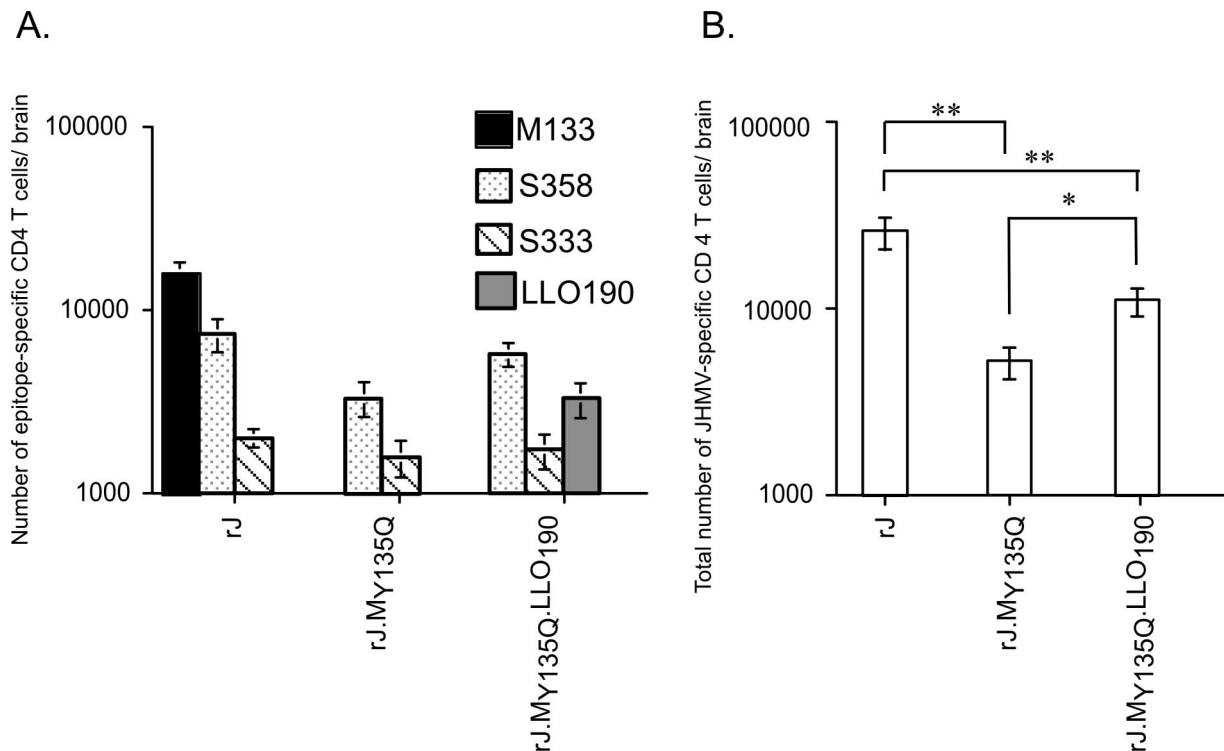 A.
Number of epitope-specific CD4 T cells/ brain
100000
10000
1000
M133
S358
S333
LLO190
rJ
rJ.MY135Q
rJ.MY135Q.LLO190
B.
Total number of JHMV-specific CD 4 T cells/ brain
100000
10000
1000
**
**
*
rJ
rJ.MY135Q
rJ.MY135Q.LLO190